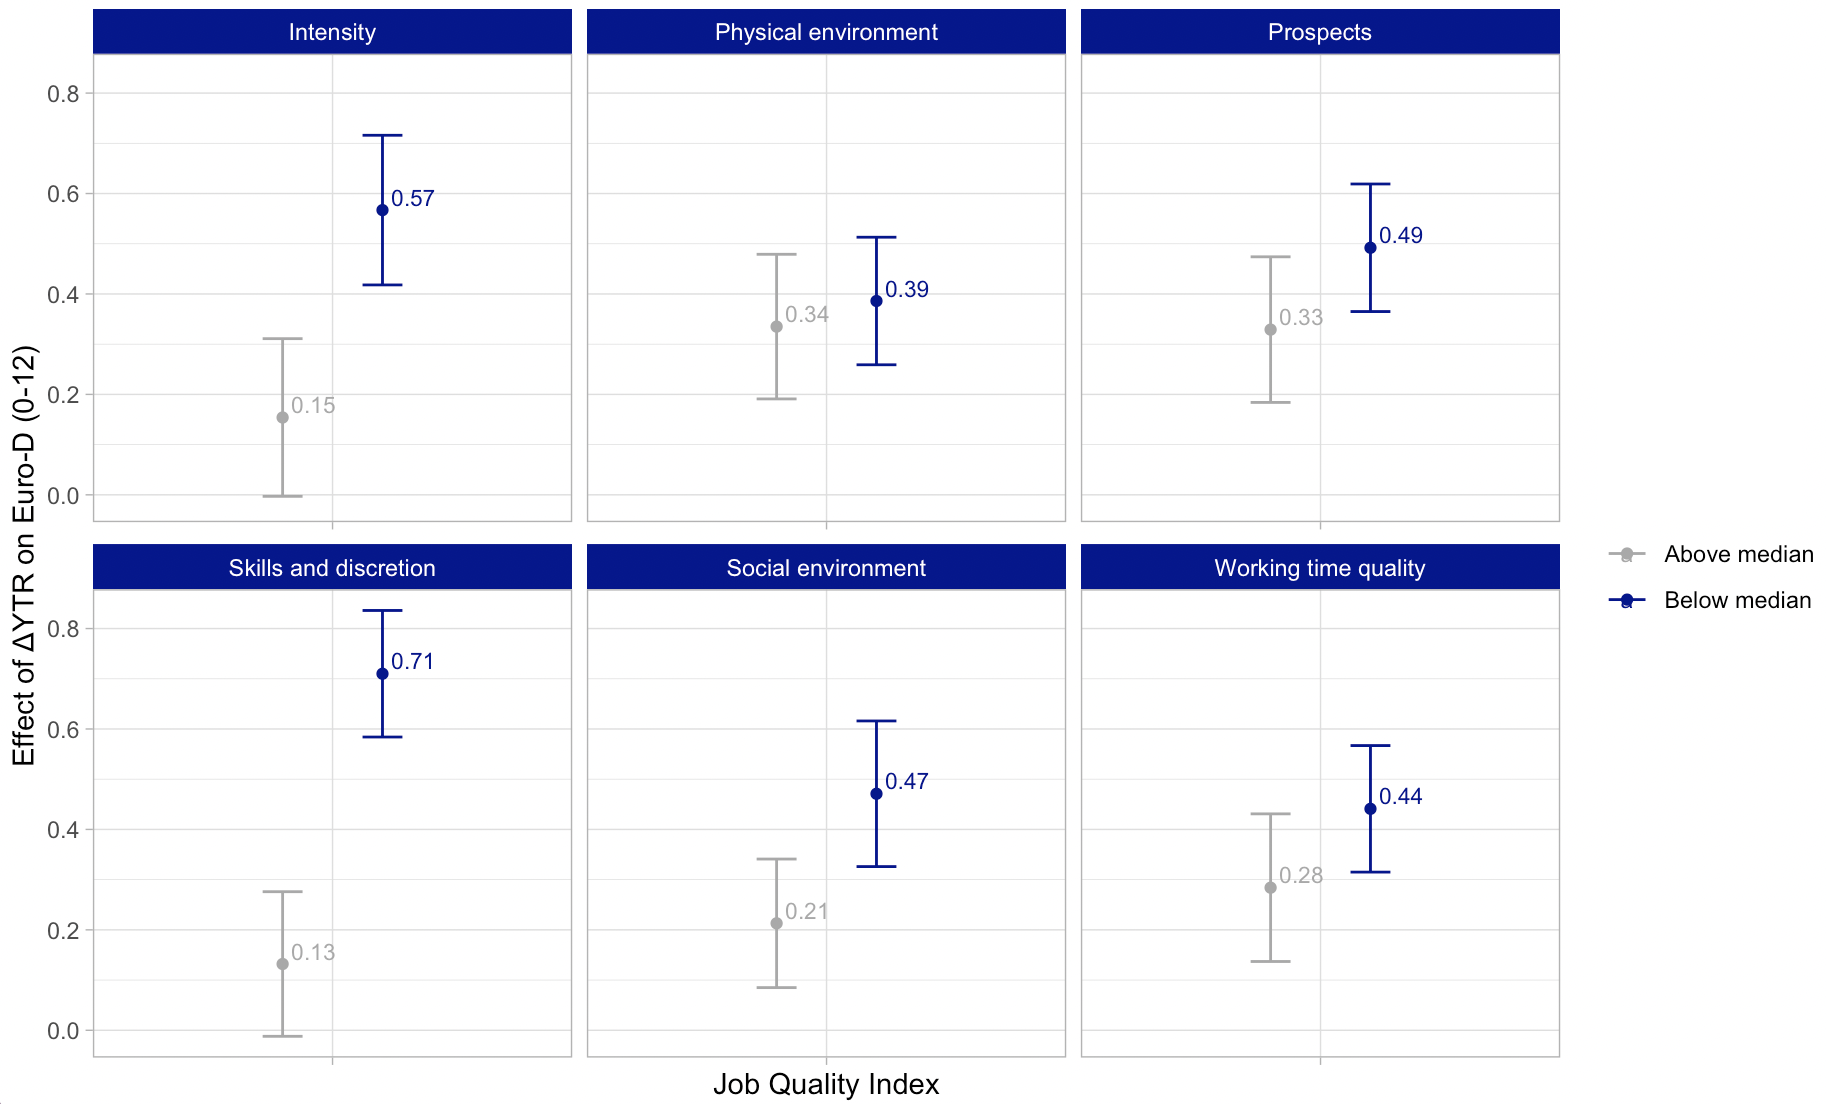 Intensity
Physical environment
Prospects
0.8
0.6
0.4
0.2
0.0
0.15
0.57
0.34
0.39
0.33
0.49
Skills and discretion
Social environment
Working time quality
0.8
0.6
0.4
0.2
0.0
0.13
0.71
0.21
0.47
0.28
0.44
Effect of ΔYTR on Euro-D (0-12)
Job Quality Index
a Above median
a Below median